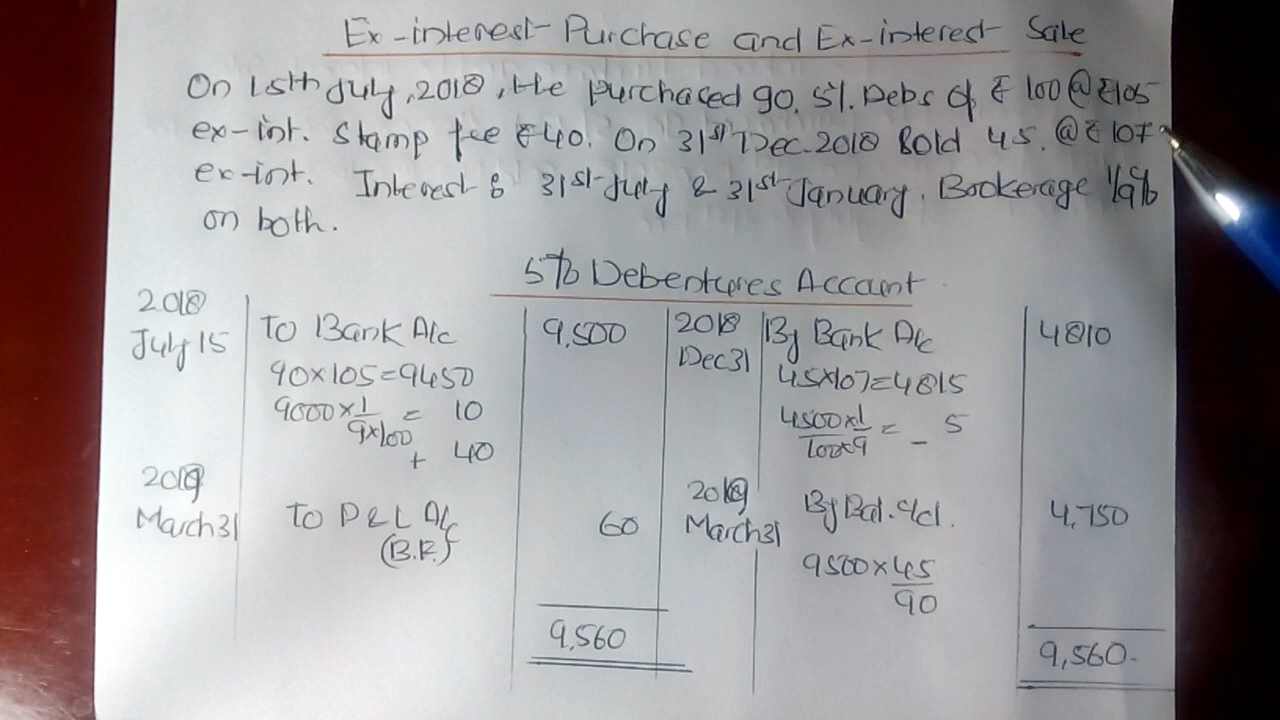 Ex-interest Purchase and Ex-interest Sale
On 15th July, 2018, He purchased 90, 5%. Debs of ₹ 100 @ ₹105
ex-int. Stamp fee ₹40. On 31st Dec. 2018 Sold 45. @ ₹ 107
ex-int. Interest : 31st July & 31st January. Brokerage 1/9%
on both.
5% Debentures Account
2018
July 15
To Bank A/c
9,500
90×105=9450
9000×1/9×100 = 10
+ 40
2018
Dec 31
By Bank A/c
4810
45×107=4815
4500×1/100×9 = - 5
2019
March 31
To P & L A/c
(B.F.)
60
2019
March 31
By Bal. c/d.
4,750
9500×45/90
9,560
9,560.